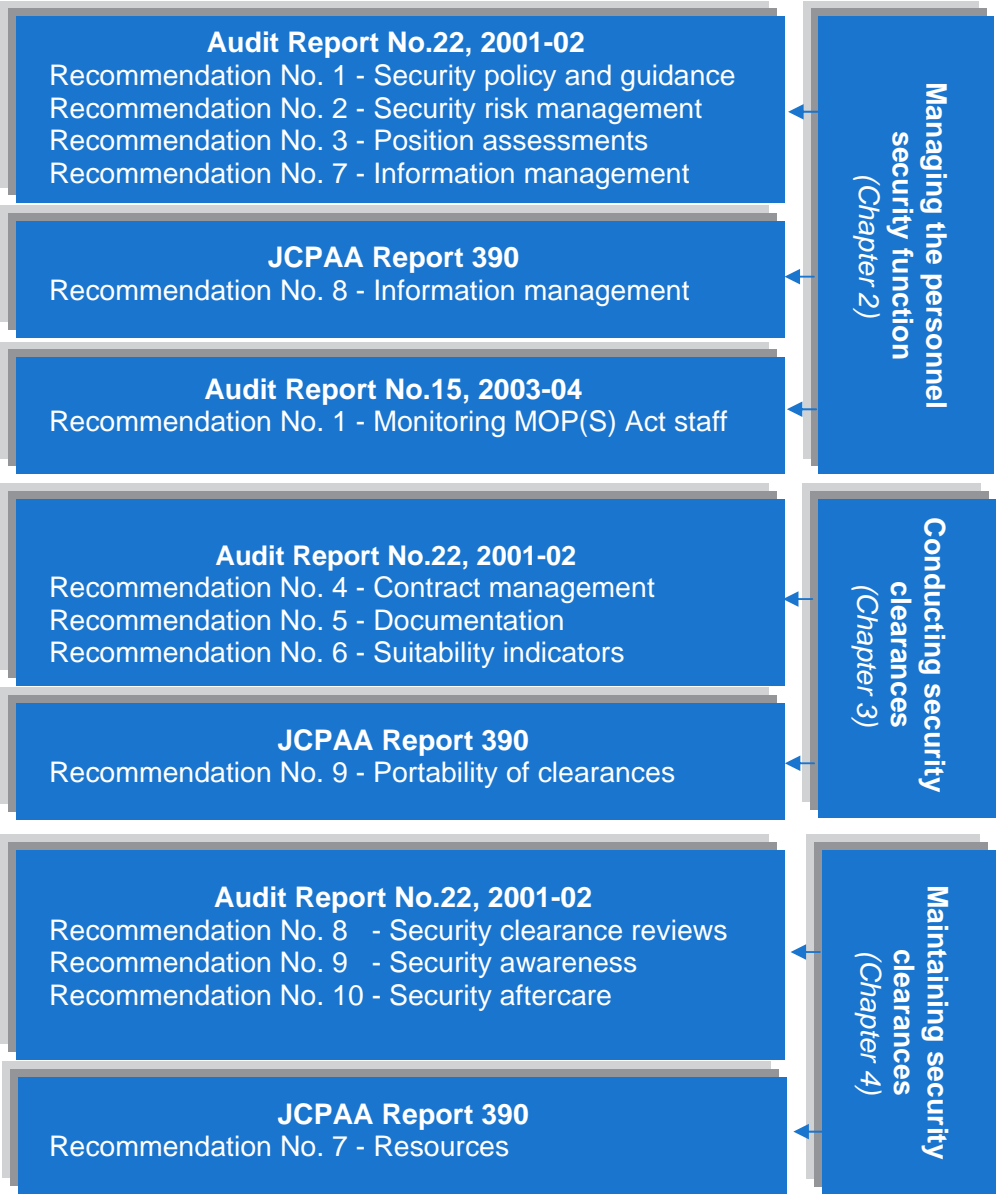 Audit Report No.22, 2001-02
Recommendation No. 1 - Security policy and guidance
Recommendation No. 2 - Security risk management
Recommendation No. 3 - Position assessments
Recommendation No. 7 - Information management
JCPAA Report 390
Recommendation No. 8 - Information management
Audit Report No.15, 2003-04
Recommendation No. 1 - Monitoring MOP(S) Act staff
Managing the personnel
security function
(Chapter 2)
Audit Report No.22, 2001-02
Recommendation No. 4 - Contract management
Recommendation No. 5 - Documentation
Recommendation No. 6 - Suitability indicators
JCPAA Report 390
Recommendation No. 9 - Portability of clearances
Conducting security
clearances
(Chapter 3)
Audit Report No.22, 2001-02
Recommendation No. 8   - Security clearance reviews
Recommendation No. 9   - Security awareness
Recommendation No. 10 - Security aftercare
JCPAA Report 390
Recommendation No. 7 - Resources
Maintaining security
clearances
(Chapter 4)